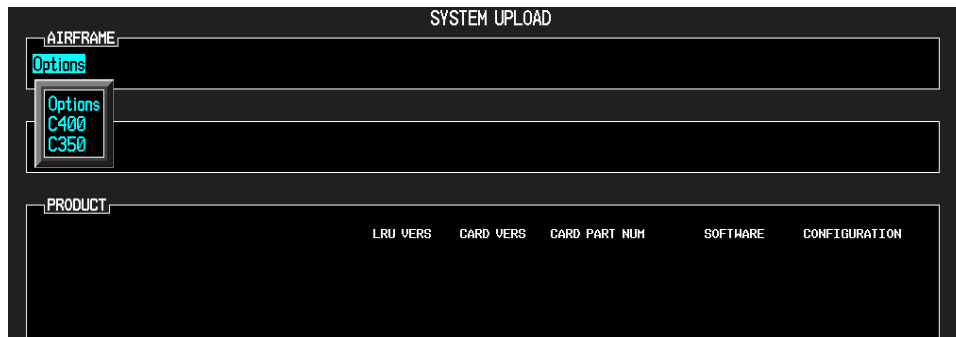 SYSTEM UPLOAD
AIRFRAME
Options
Options
C400
C350
PRODUCT
LRU VERS CARD VERS CARD PART NUM SOFTWARE CONFIGURATION